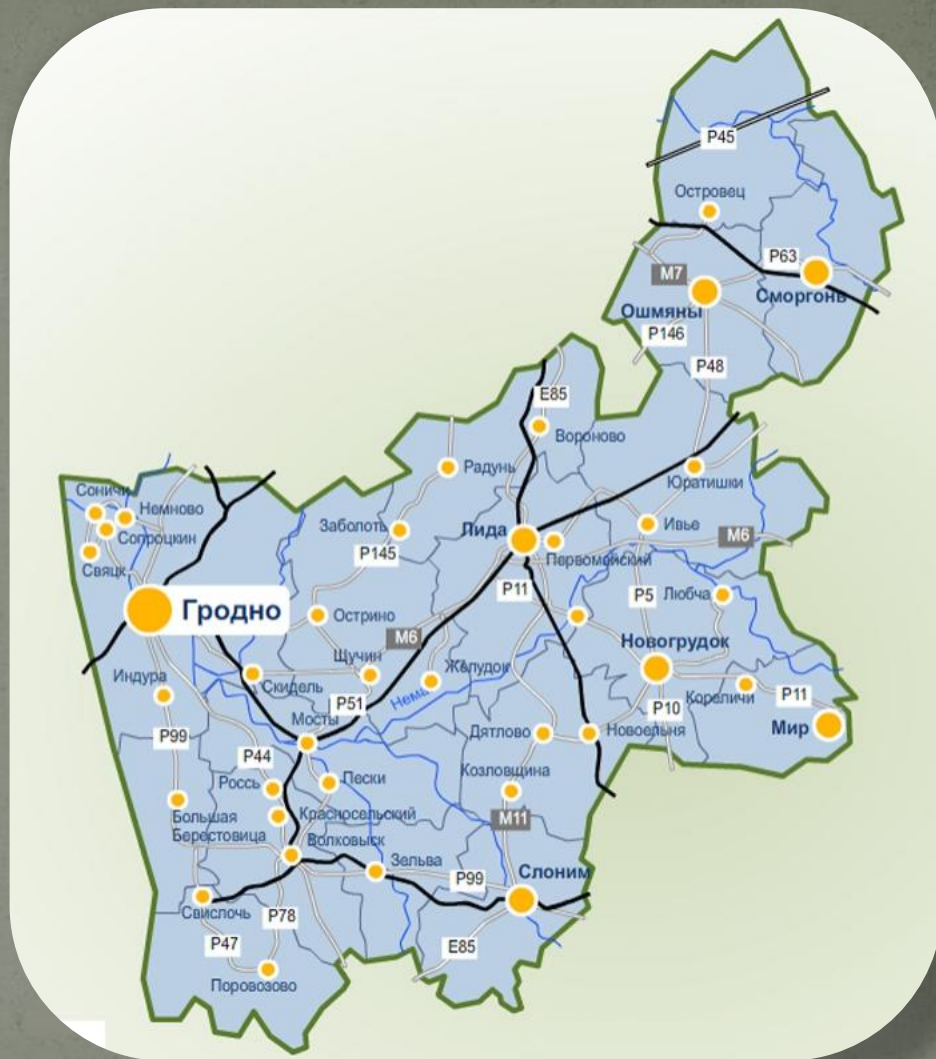 P45
Островец
P63
M7
Сморгонь
Ошмяны
P146
P48
E85
Вороново
Радунь
Юратишки
Соничи
Немново
Сопроцкин
Заболоть
Лида
Ивье
M6
P145
Первомайский
Свяцк
P11
P5
Любча
Гродно
Острино
M6
Новогрудок
Щучин
Желудок
Индура
Скидель
P51
Нема
Кореличи
P11
P10
Мир
Мосты
P99
Дятлово
Новоельня
P44
Козловщина
Россь
Пески
Большая
Берестовица
Красносельский
M11
Волковыск
Зельва
P99
Слоним
Свислочь
P78
P47
E85
Поровозово